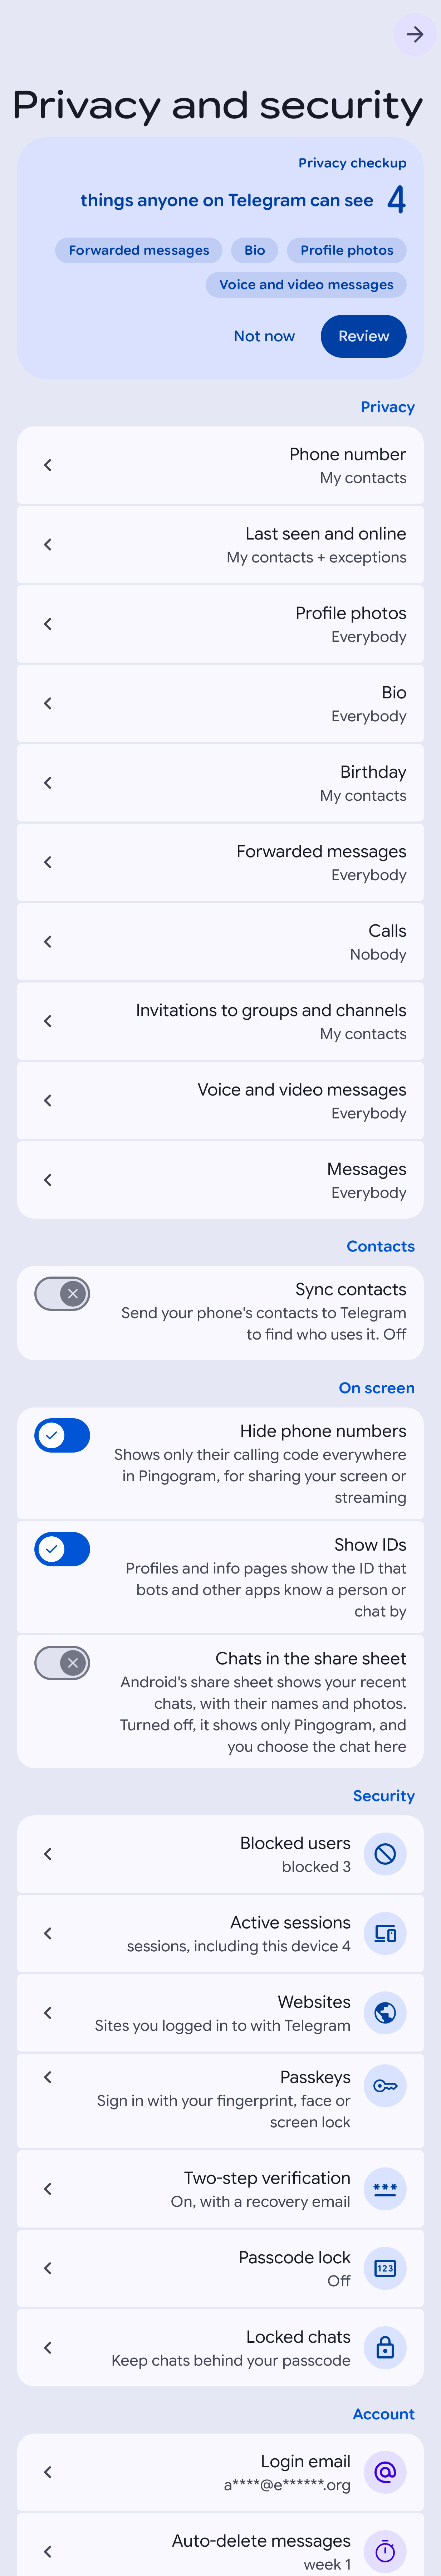 Privacy and security
Privacy checkup
4 things anyone on Telegram can see
Profile photos
Bio
Forwarded messages
Voice and video messages
Review
Not now
Privacy
Phone number
My contacts
Last seen and online
My contacts + exceptions
Profile photos
Everybody
Bio
Everybody
Birthday
My contacts
Forwarded messages
Everybody
Calls
Nobody
Invitations to groups and channels
My contacts
Voice and video messages
Everybody
Messages
Everybody
Contacts
Sync contacts
Send your phone's contacts to Telegram
to find who uses it. Off
On screen
Hide phone numbers
Shows only their calling code everywhere
in Pingogram, for sharing your screen or
streaming
Show IDs
Profiles and info pages show the ID that
bots and other apps know a person or
chat by
Chats in the share sheet
Android's share sheet shows your recent
chats, with their names and photos.
Turned off, it shows only Pingogram, and
you choose the chat here
Security
Blocked users
blocked 3
Active sessions
sessions, including this device 4
Websites
Sites you logged in to with Telegram
Passkeys
Sign in with your fingerprint, face or
screen lock
Two-step verification
On, with a recovery email
Passcode lock
Off
123
Locked chats
Keep chats behind your passcode
Account
Login email
a****@e******.org
Auto-delete messages
week 1